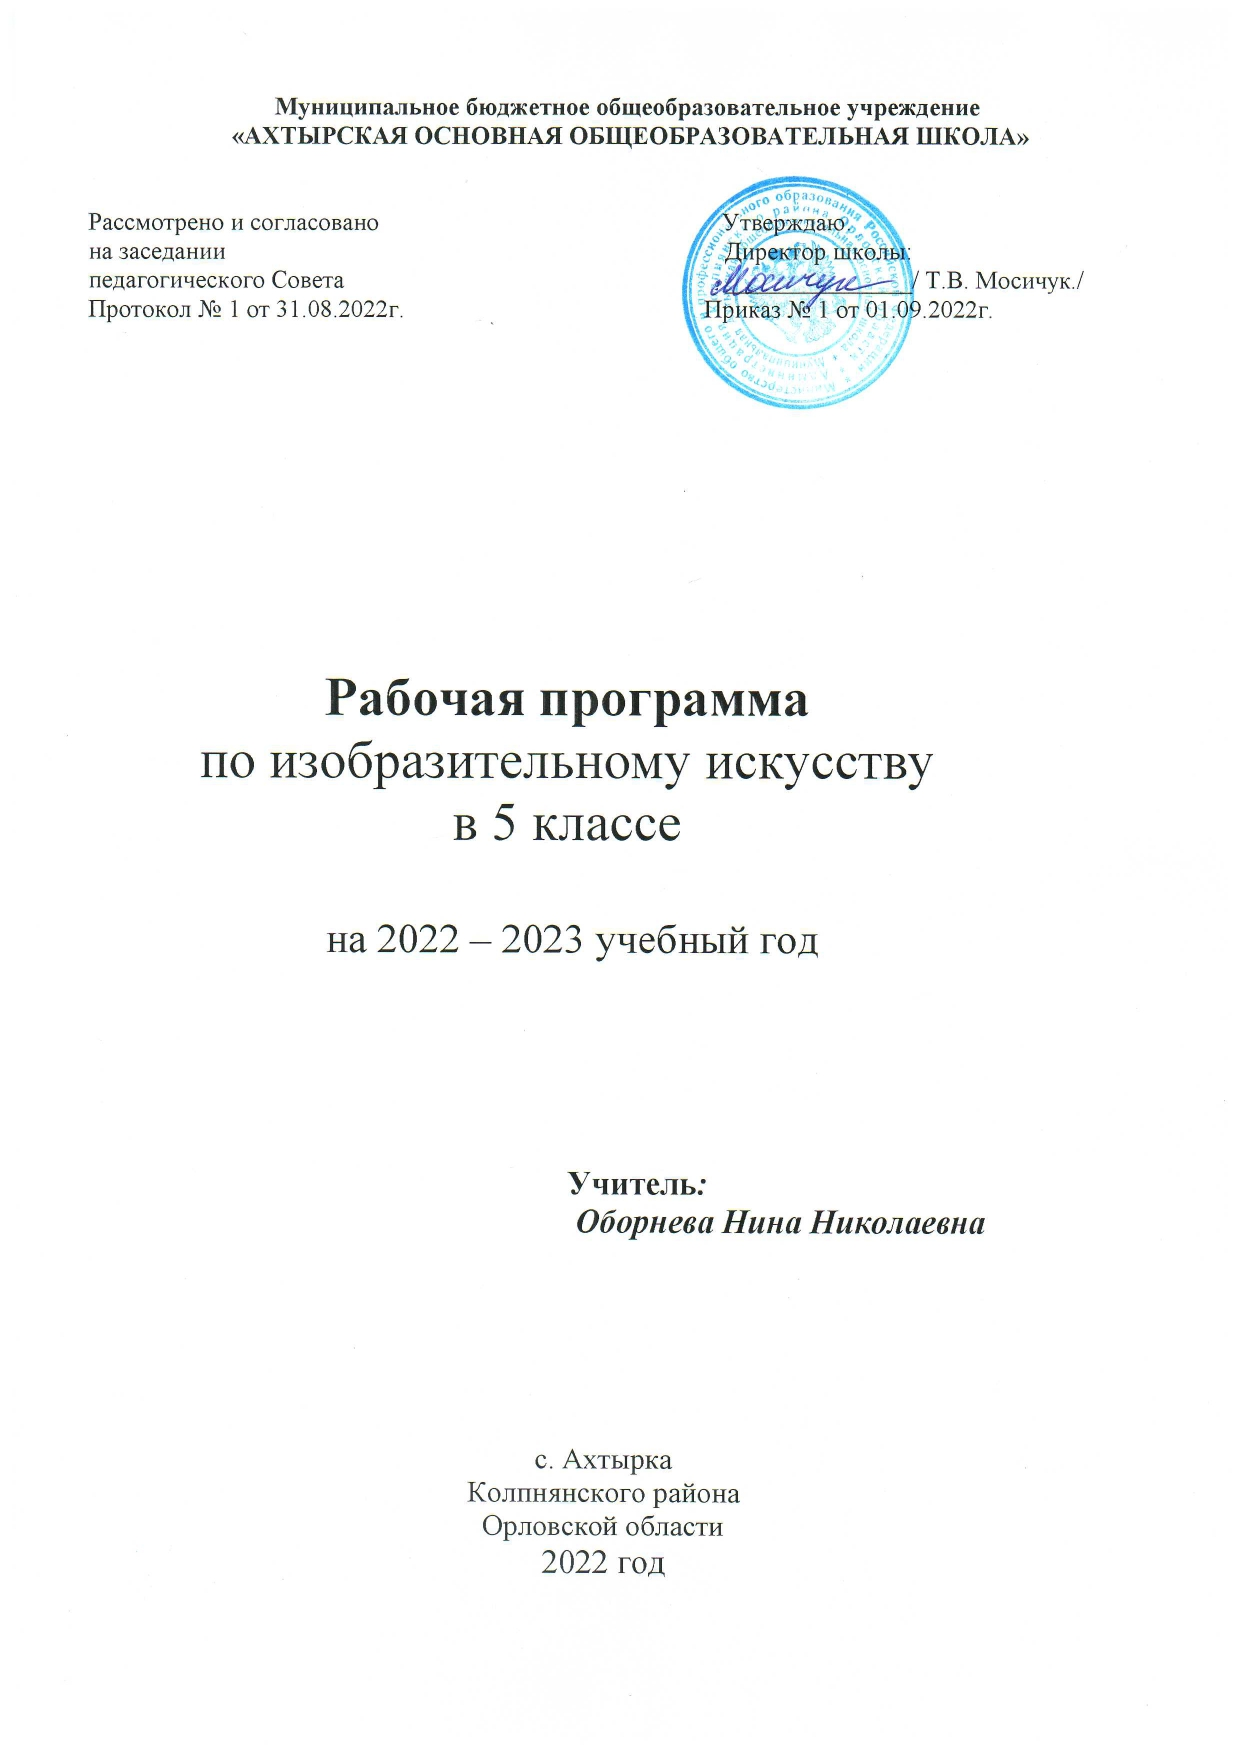 Муниципальное бюджетное общеобразовательное учреждение
«АХТЫРСКАЯ ОСНОВНАЯ ОБЩЕОБРАЗОВАТЕЛЬНАЯ ШКОЛА»
Рассмотрено и согласовано
на заседании
педагогического Совета
Протокол № 1 от 31.08.2022г.
Утверждаю
Директор школы:
Мосичук / Т.В. Мосичук./
Приказ № 1 от 01.09.2022г.
Рабочая программа
по изобразительному искусству
в 5 классе
на 2022 – 2023 учебный год
Учитель:
Оборнева Нина Николаевна
с. Ахтырка
Колпнянского района
Орловской области
2022 год